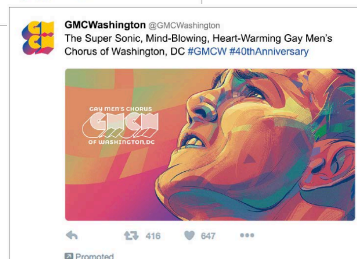 GMCWashington @GMCWashington
The Super Sonic, Mind-Blowing, Heart-Warming Gay Men's
Chorus of Washington, DC #GMCW #40thAnniversary
GAY MEN'S CHORUS
GMCW
OF WASHINGTON, DC
416
647
Promoted